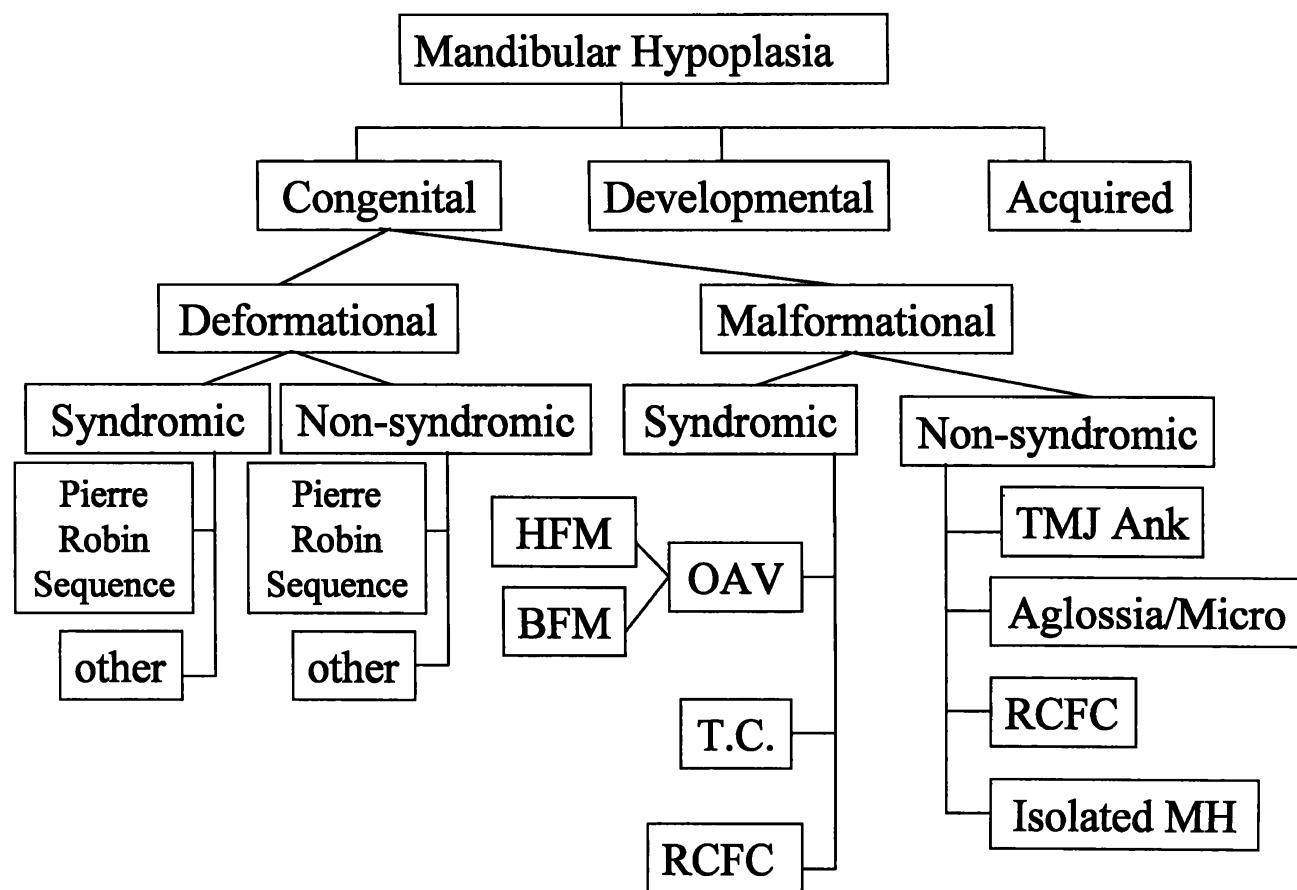 Mandibular Hypoplasia
Congenital
Developmental
Acquired
Deformational
Malformational
Syndromic
Non-syndromic
Syndromic
Non-syndromic
Pierre
Robin
Sequence
other
Pierre
Robin
Sequence
other
HFM
BFM
OAV
T.C.
RCFC
TMJ Ank
Aglossia/Micro
RCFC
Isolated MH